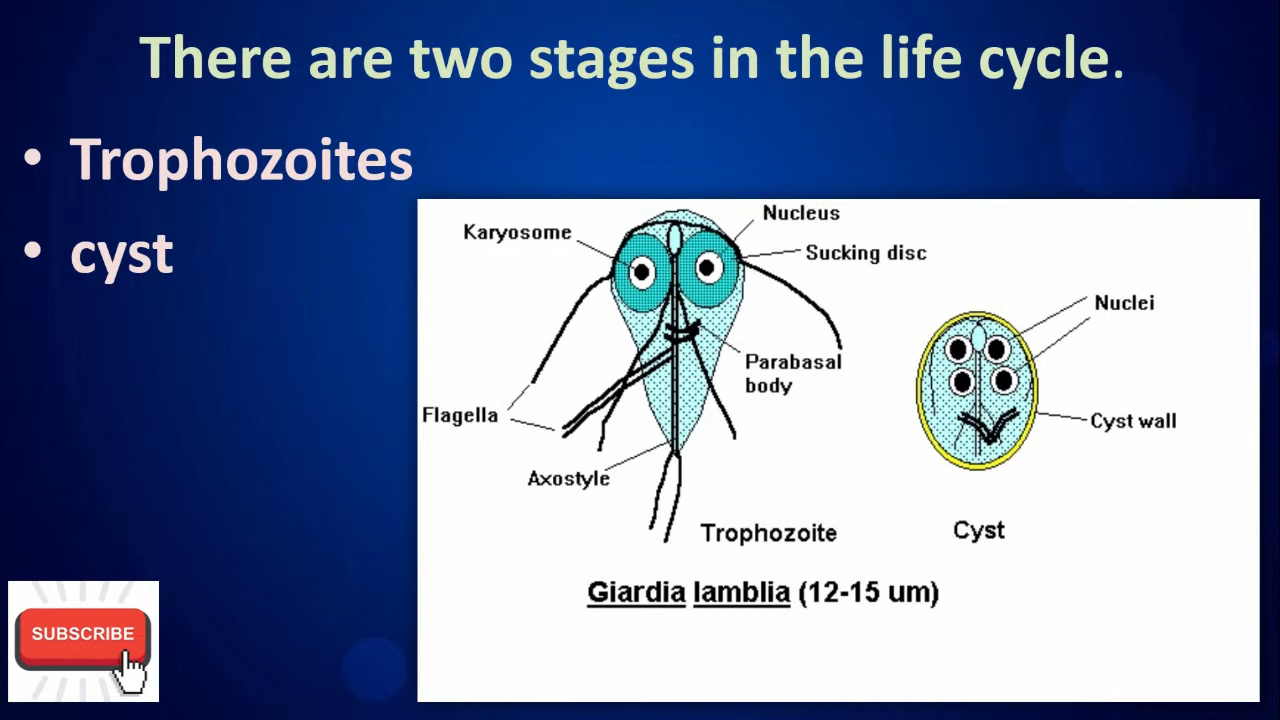 There are two stages in the life cycle.
• Trophozoites
• cyst
Karyosome
Nucleus
Sucking disc
Nuclei
Parabasal
body
Flagella
Cyst wall
Axostyle
Trophozoite
Cyst
Giardia lamblia (12-15 um)
SUBSCRIBE